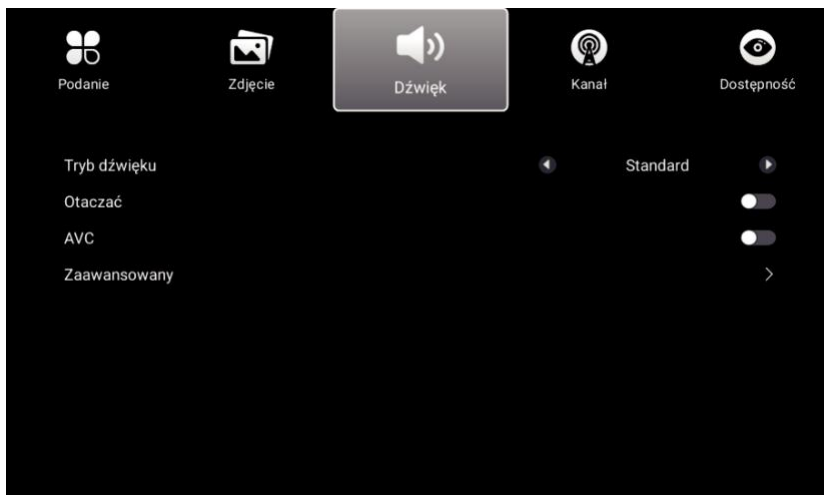 Podanie
Zdjęcie
Dźwięk
Kanał
Dostępność
Tryb dźwięku
Standard
Otaczać
AVC
Zaawansowany